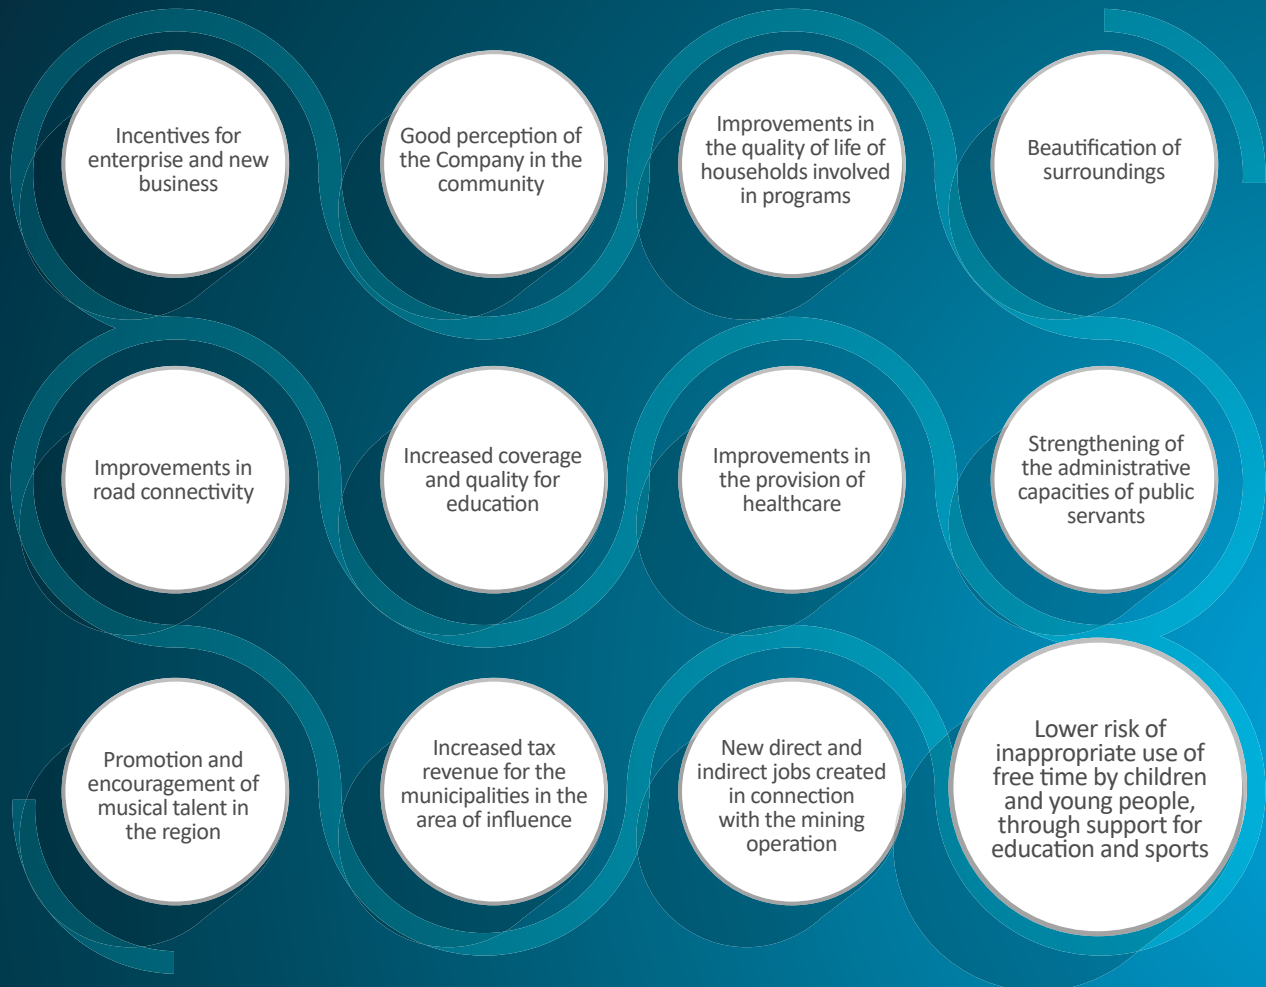 Incentives for
enterprise and new
business
Good perception of
the Company in the
community
Improvements in
the quality of life of
households involved
in programs
Beautification of
surroundings
Improvements in
road connectivity
Increased coverage
and quality for
education
Improvements in
the provision of
healthcare
Strengthening of
the administrative
capacities of public
servants
Promotion and
encouragement of
musical talent in
the region
Increased tax
revenue for the
municipalities in the
area of influence
New direct and
indirect jobs created
in connection
with the mining
operation
Lower risk of
inappropriate use of
free time by children
and young people,
through support for
education and sports